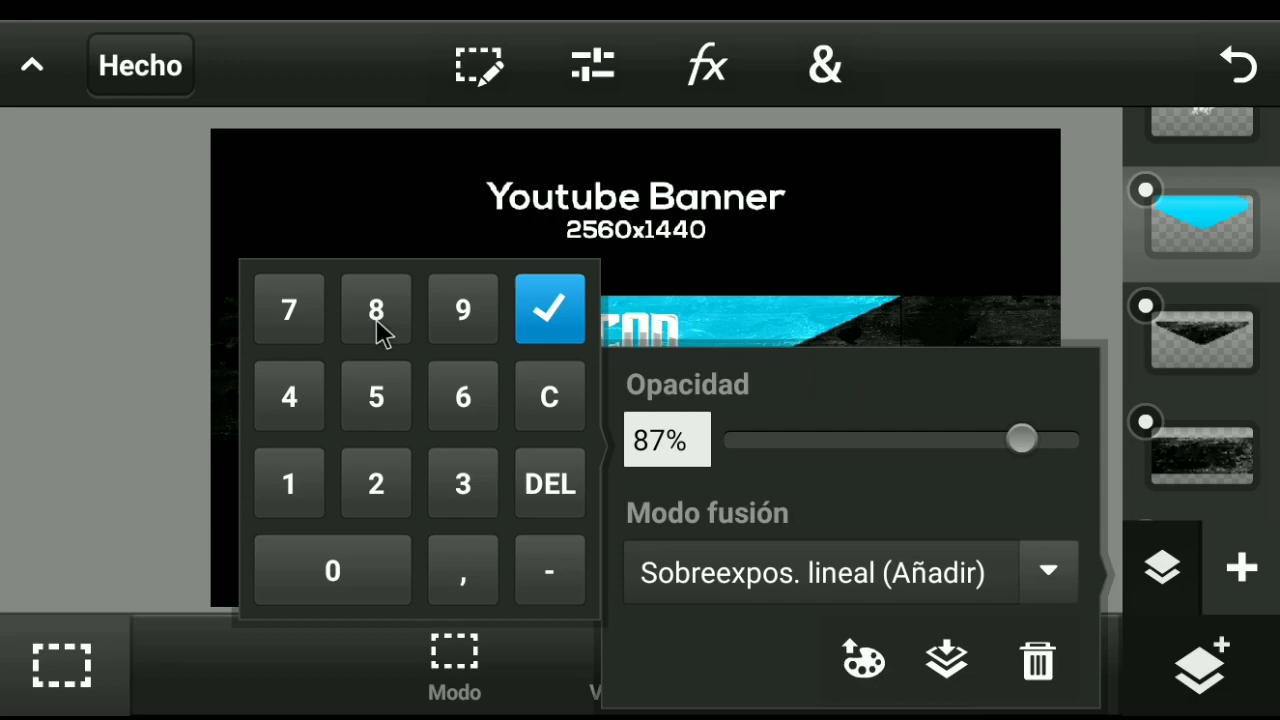 Hecho
fx
&
Youtube Banner
2560x1440
7 8 9
4 5 6 C
1 2 3 DEL
0 , -
Opacidad
87%
Modo fusión
Sobreexpos. lineal (Añadir)
Modo